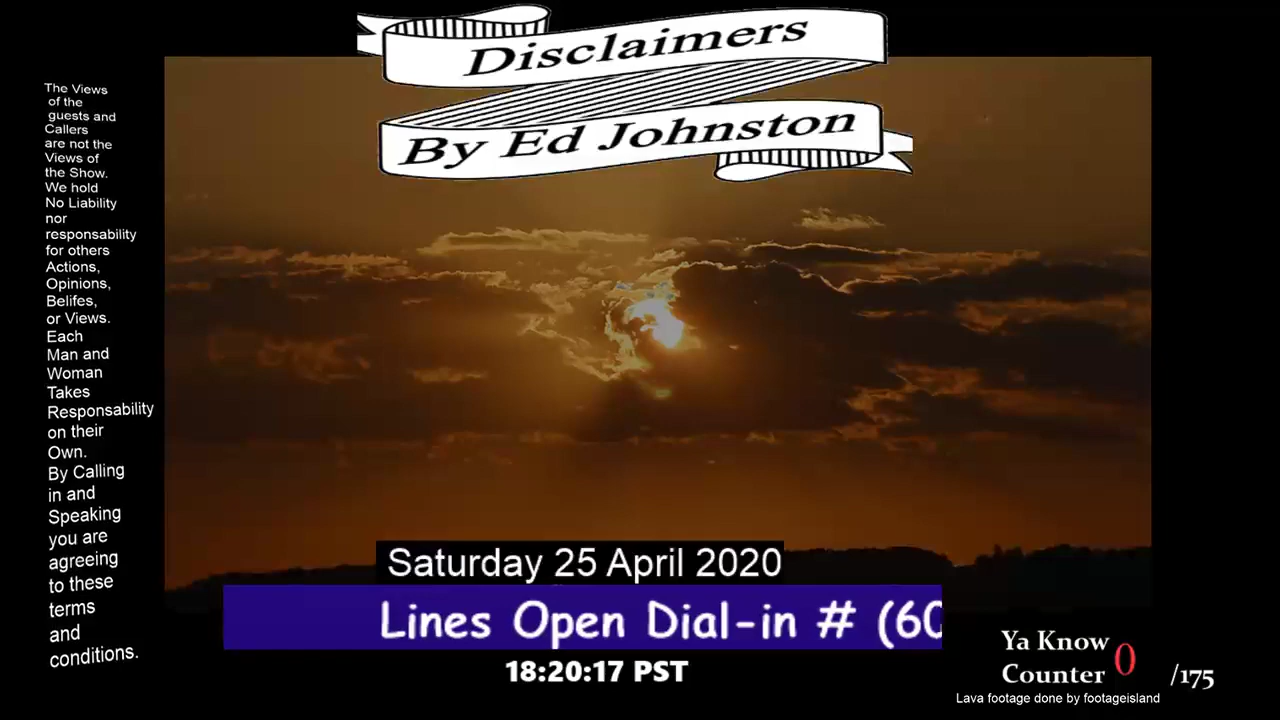 Disclaimers
By Ed Johnston
The Views
of the
guests and
Callers
are not the
Views of
the Show.
We hold
No Liability
nor
responsability
for others
Actions,
Opinions,
Belifes,
or Views.
Each
Man and
Woman
Takes
Responsability
on their
Own.
By Calling
in and
Speaking
you are
agreeing
to these
terms
and
conditions.
Saturday 25 April 2020
Lines Open Dial-in # (60
18:20:17 PST
Ya Know
Counter 0 /175
Lava footage done by footageisland